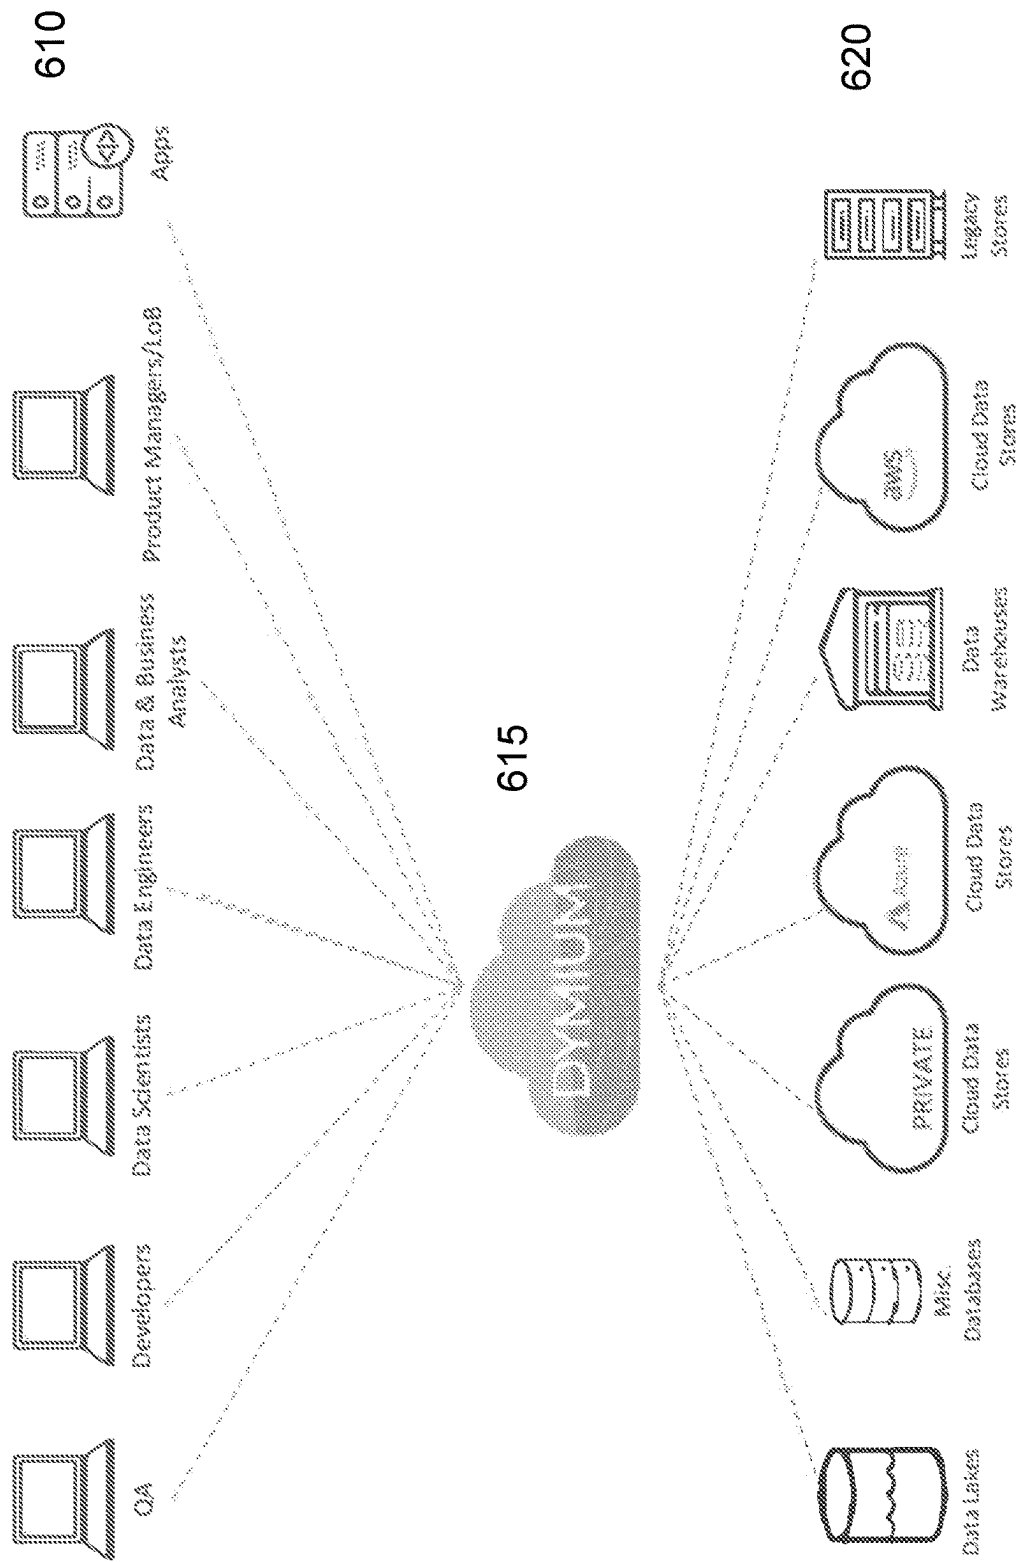 QA
Developers
Data Scientists
Data Engineers
Data & Business
Analysts
Product Managers/LoB
Apps
610
DYMIUM
615
Data Lakes
Misc.
Databases
PRIVATE
Cloud Data
Stores
Azure
Cloud Data
Stores
Data
Warehouses
aws
Cloud Data
Stores
Legacy
Stores
620